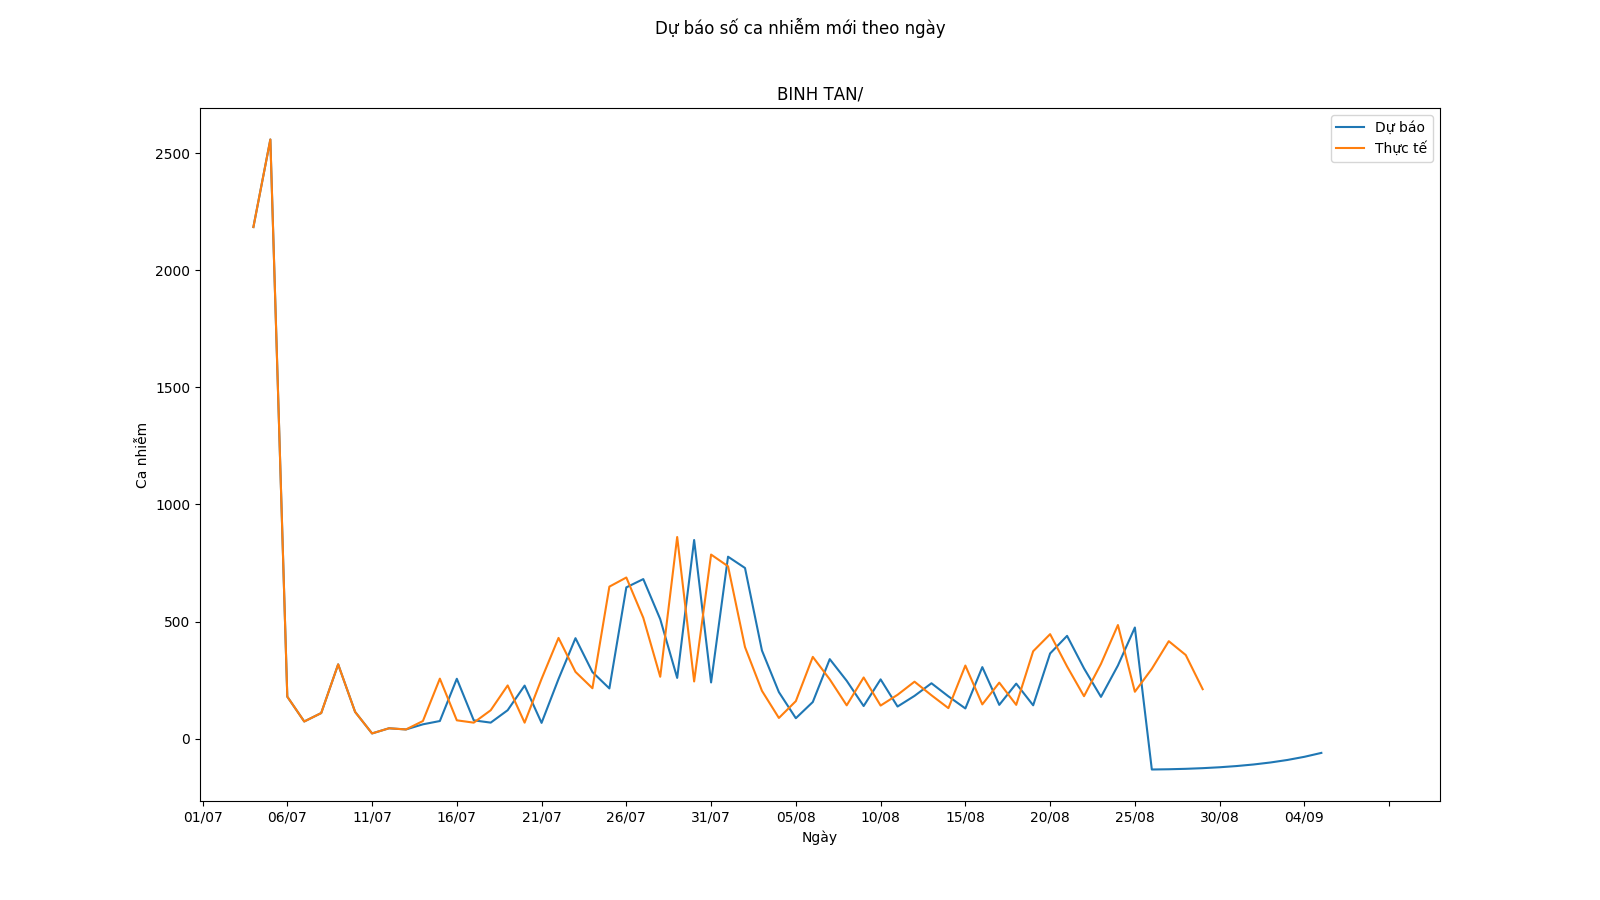 Dự báo số ca nhiễm mới theo ngày
BINH TAN/
Dự báo
Thực tế
2500
2000
1500
1000
500
0
Ca nhiễm
01/07 06/07 11/07 16/07 21/07 26/07 31/07 05/08 10/08 15/08 20/08 25/08 30/08 04/09
Ngày